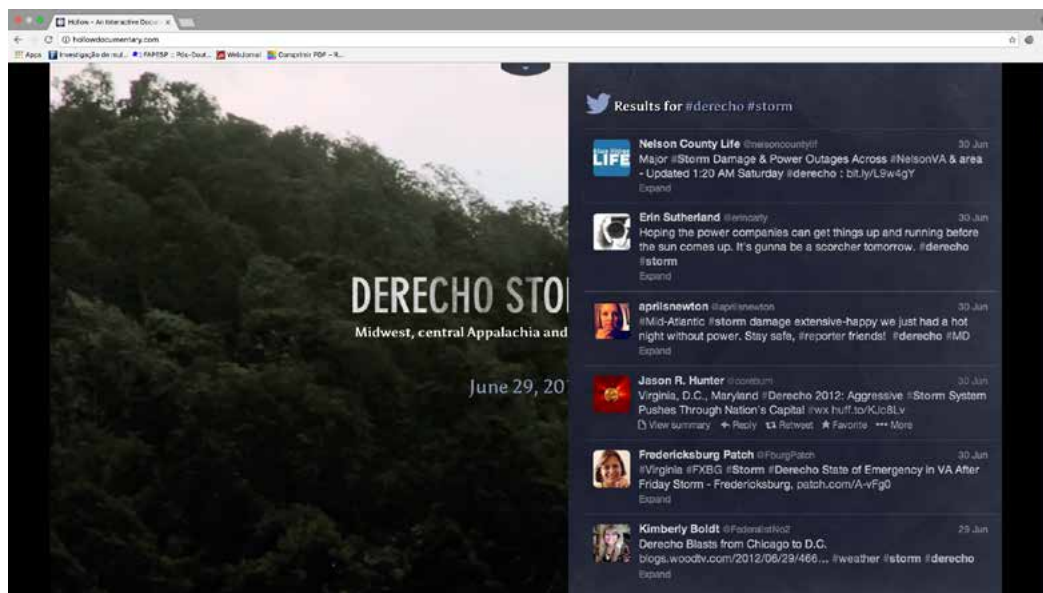 Hollow - An Interactive Docu
hollowdocumentary.com
Apps
Investigação de mul...
FAPESP :: Pós-Dout...
WebJornal
Comprimir PDF – R...
DERECHO STO
Midwest, central Appalachia and
June 29, 20
Results for #derecho #storm
LIFE
Nelson County Life @nelsoncountylif 30 Jun
Major #Storm Damage & Power Outages Across #NelsonVA & area
- Updated 1:20 AM Saturday #derecho : bit.ly/L9w4gY
Expand
Erin Sutherland 30 Jun
Hoping the power companies can get things up and running before
the sun comes up. It's gunna be a scorcher tomorrow. #derecho
#storm
Expand
aprilsnewton @aprilsnewton 30 Jun
#Mid-Atlantic #storm damage extensive-happy we just had a hot
night without power. Stay safe, #reporter friends! #derecho #MD
Expand
Jason R. Hunter 30 Jun
Virginia, D.C., Maryland #Derecho 2012: Aggressive #Storm System
Pushes Through Nation's Capital #wx huff.to/KJo8Lv
View summary Reply Retweet Favorite More
Fredericksburg Patch @FburgPatch 30 Jun
#Virginia #FXBG #Storm #Derecho State of Emergency in VA After
Friday Storm - Fredericksburg, patch.com/A-vFg0
Expand
Kimberly Boldt @FederalistNo2 29 Jun
Derecho Blasts from Chicago to D.C.
blogs.woodtv.com/2012/06/29/466... #weather #storm #derecho
Expand